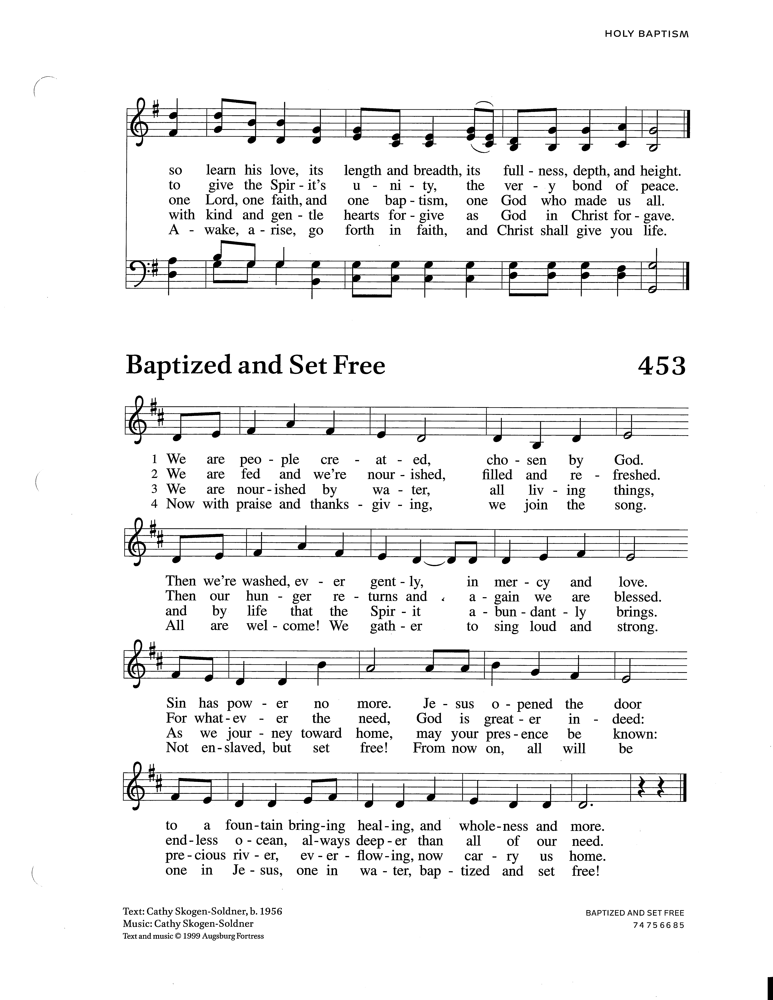 HOLY BAPTISM
so learn his love, its length and breadth, its full - ness, depth, and height.
to give the Spir - it's u - ni - ty, the ver - y bond of peace.
one Lord, one faith, and one bap - tism, one God who made us all.
with kind and gen - tle hearts for - give as God in Christ for - gave.
A - wake, a - rise, go forth in faith, and Christ shall give you life.
Baptized and Set Free 453
1 We are peo - ple cre - at - ed, cho - sen by God.
2 We are fed and we're nour - ished, filled and re - freshed.
3 We are nour - ished by wa - ter, all liv - ing things,
4 Now with praise and thanks - giv - ing, we join the song.
Then we're washed, ev - er gent - ly, in mer - cy and love.
Then our hun - ger re - turns and a - gain we are blessed.
and by life that the Spir - it a - bun - dant - ly brings.
All are wel - come! We gath - er to sing loud and strong.
Sin has pow - er no more. Je - sus o - pened the door
For what - ev - er the need, God is great - er in - deed:
As we jour - ney toward home, may your pres - ence be known:
Not en - slaved, but set free! From now on, all will be
to a foun - tain bring - ing heal - ing, and whole - ness and more.
end - less o - cean, al - ways deep - er than all of our need.
pre - cious riv - er, ev - er - flow - ing, now car - ry us home.
one in Je - sus, one in wa - ter, bap - tized and set free!
Text: Cathy Skogen-Soldner, b. 1956
Music: Cathy Skogen-Soldner
Text and music © 1999 Augsburg Fortress
BAPTIZED AND SET FREE
7 4 7 5 6 6 8 5